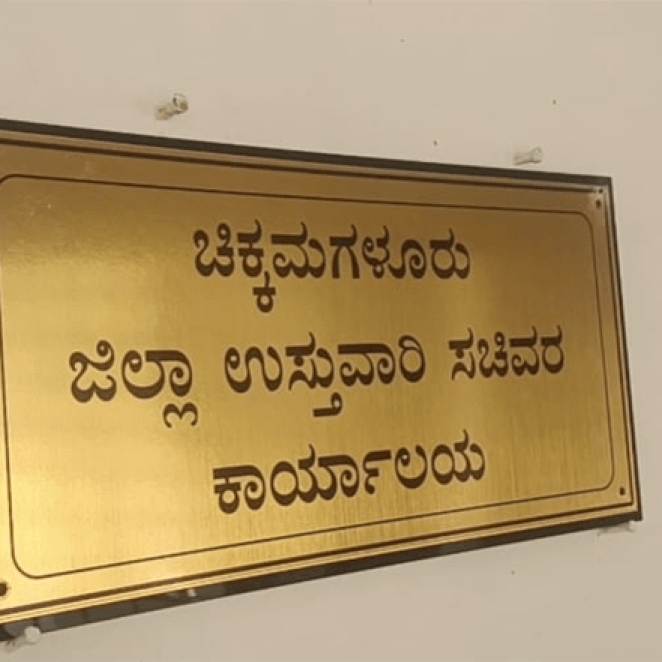 ಚಿಕ್ಕಮಗಳೂರು
ಜಿಲ್ಲಾ ಉಸ್ತುವಾರಿ ಸಚಿವರ
ಕಾರ್ಯಾಲಯ